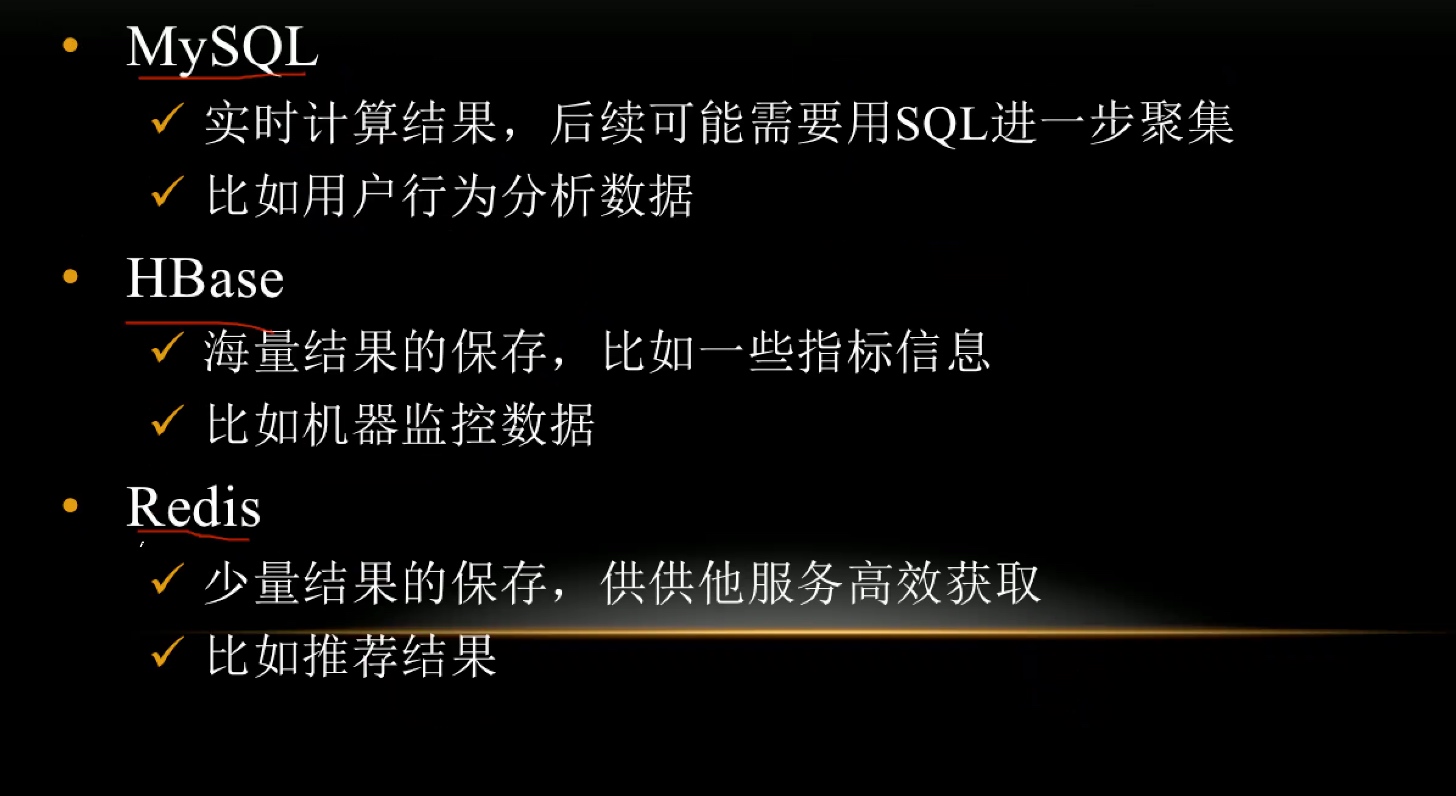 MySQL
实时计算结果，后续可能需要用SQL进一步聚集
比如用户行为分析数据
HBase
海量结果的保存，比如一些指标信息
比如机器监控数据
Redis
少量结果的保存，供供他服务高效获取
比如推荐结果